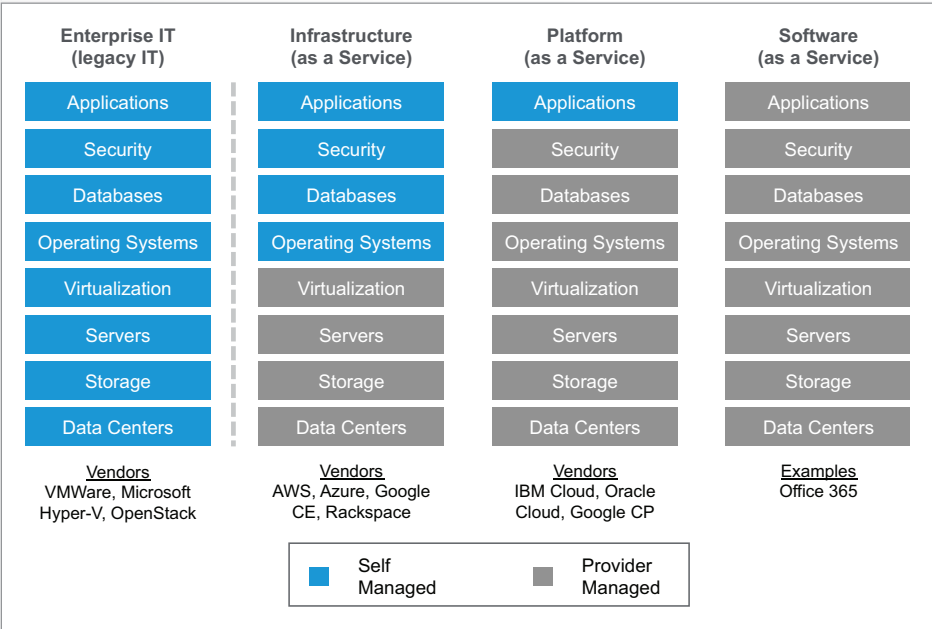 Enterprise IT
(legacy IT)
Applications
Security
Databases
Operating Systems
Virtualization
Servers
Storage
Data Centers
Vendors
VMWare, Microsoft
Hyper-V, OpenStack
Infrastructure
(as a Service)
Applications
Security
Databases
Operating Systems
Virtualization
Servers
Storage
Data Centers
Vendors
AWS, Azure, Google
CE, Rackspace
Platform
(as a Service)
Applications
Security
Databases
Operating Systems
Virtualization
Servers
Storage
Data Centers
Vendors
IBM Cloud, Oracle
Cloud, Google CP
Software
(as a Service)
Applications
Security
Databases
Operating Systems
Virtualization
Servers
Storage
Data Centers
Examples
Office 365
Self
Managed
Provider
Managed